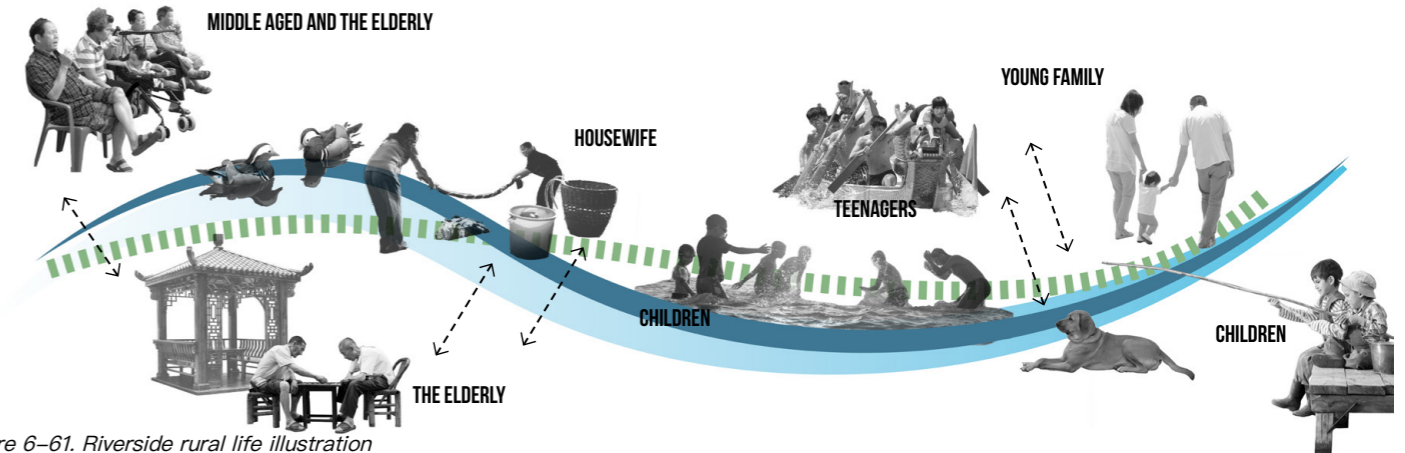 MIDDLE AGED AND THE ELDERLY
YOUNG FAMILY
HOUSEWIFE
TEENAGERS
CHILDREN
CHILDREN
THE ELDERLY
re 6–61. Riverside rural life illustration